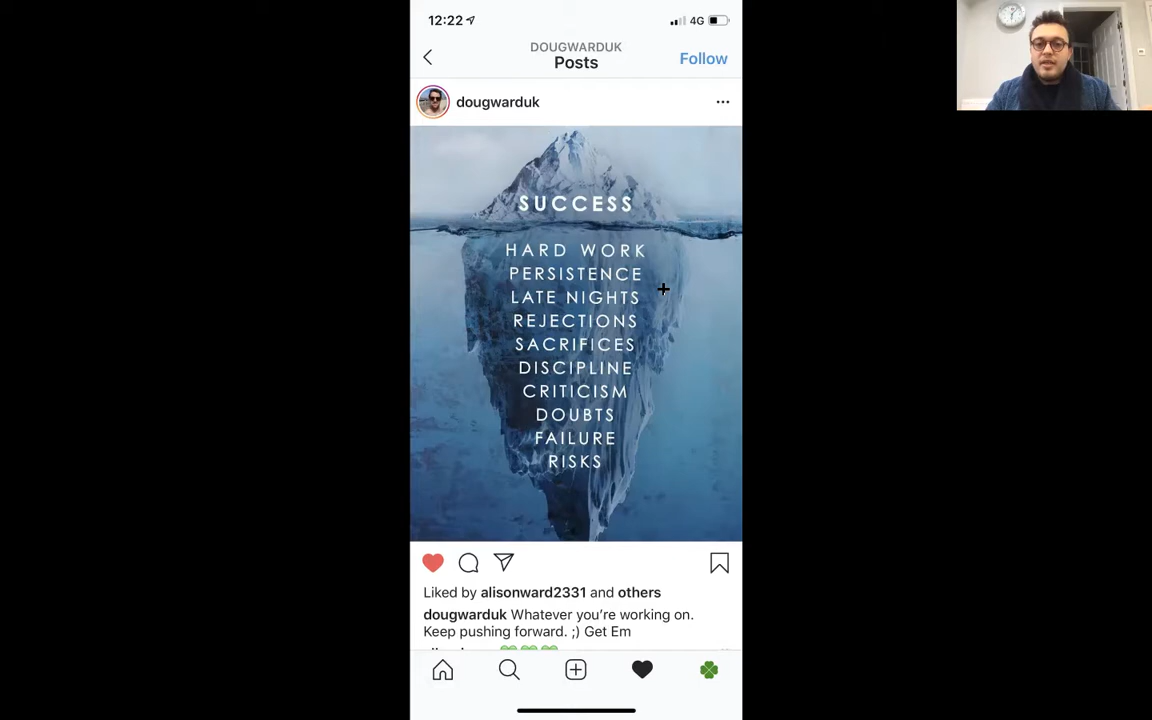 12:22
4G
DOUGWARDUK
Posts
Follow
dougwarduk
SUCCESS
HARD WORK
PERSISTENCE
LATE NIGHTS
REJECTIONS
SACRIFICES
DISCIPLINE
CRITICISM
DOUBTS
FAILURE
RISKS
Liked by alisonward2331 and others
dougwarduk Whatever you're working on.
Keep pushing forward. ;) Get Em